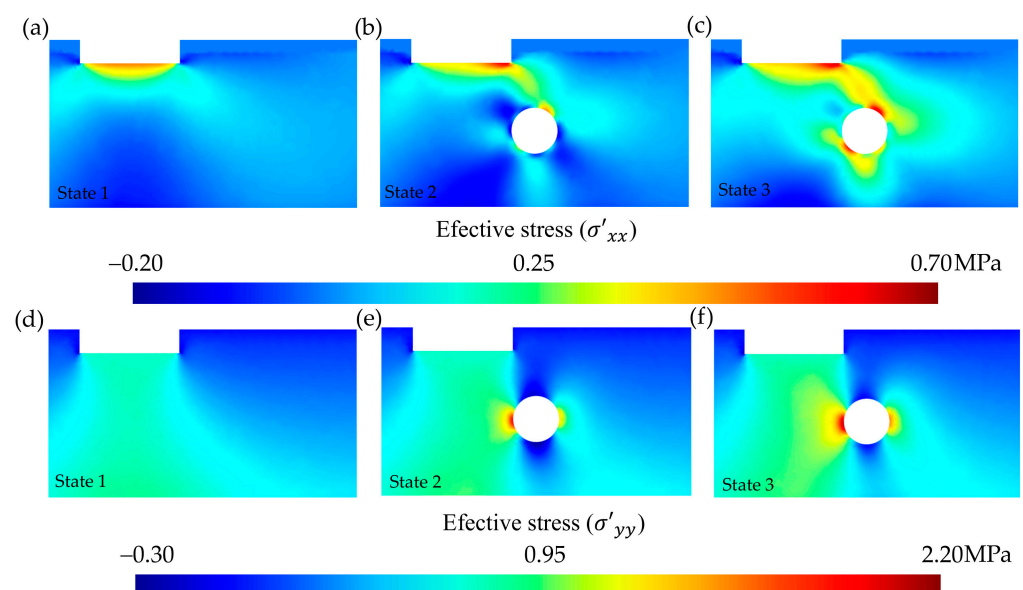 (a)
(b)
(c)
State 1
State 2
State 3
Efective stress (σ′xx)
−0.20
0.25
0.70MPa
(d)
(e)
(f)
State 1
State 2
State 3
Efective stress (σ′yy)
−0.30
0.95
2.20MPa